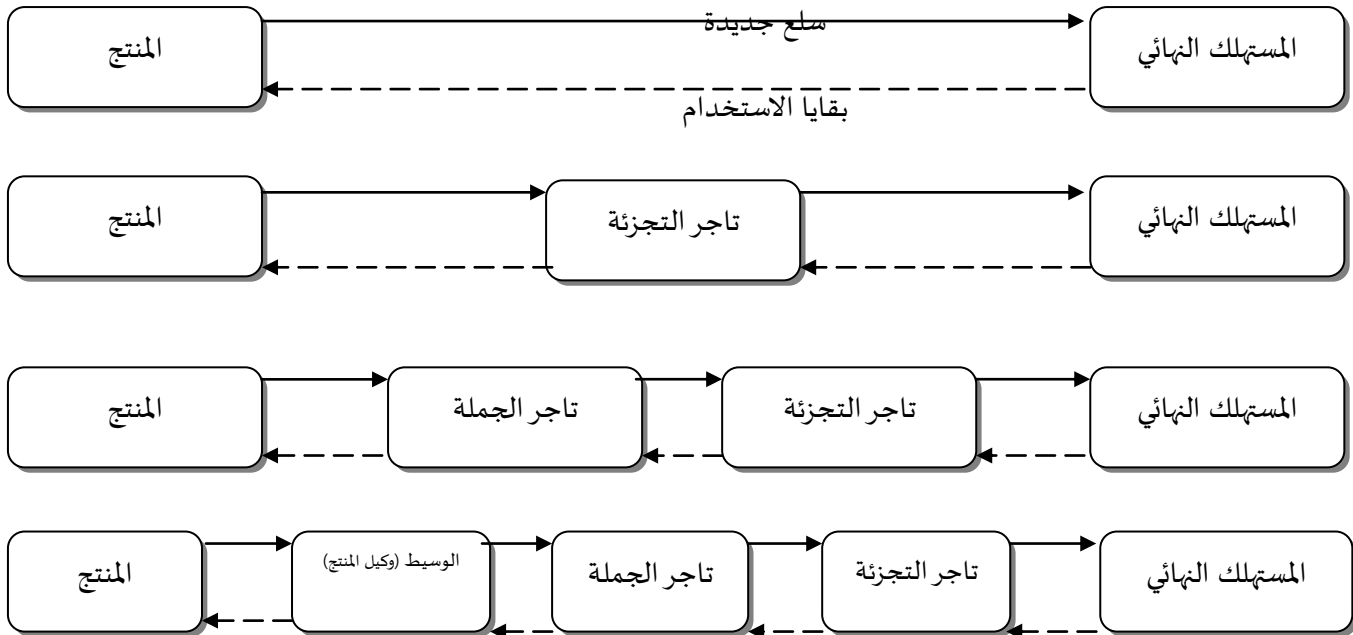 سلع جديدة
المنتج
المستهلك النهائي
بقايا الاستخدام
المنتج
تاجر التجزئة
المستهلك النهائي
المنتج
تاجر الجملة
تاجر التجزئة
المستهلك النهائي
المنتج
الوسيط (وكيل المنتج)
تاجر الجملة
تاجر التجزئة
المستهلك النهائي